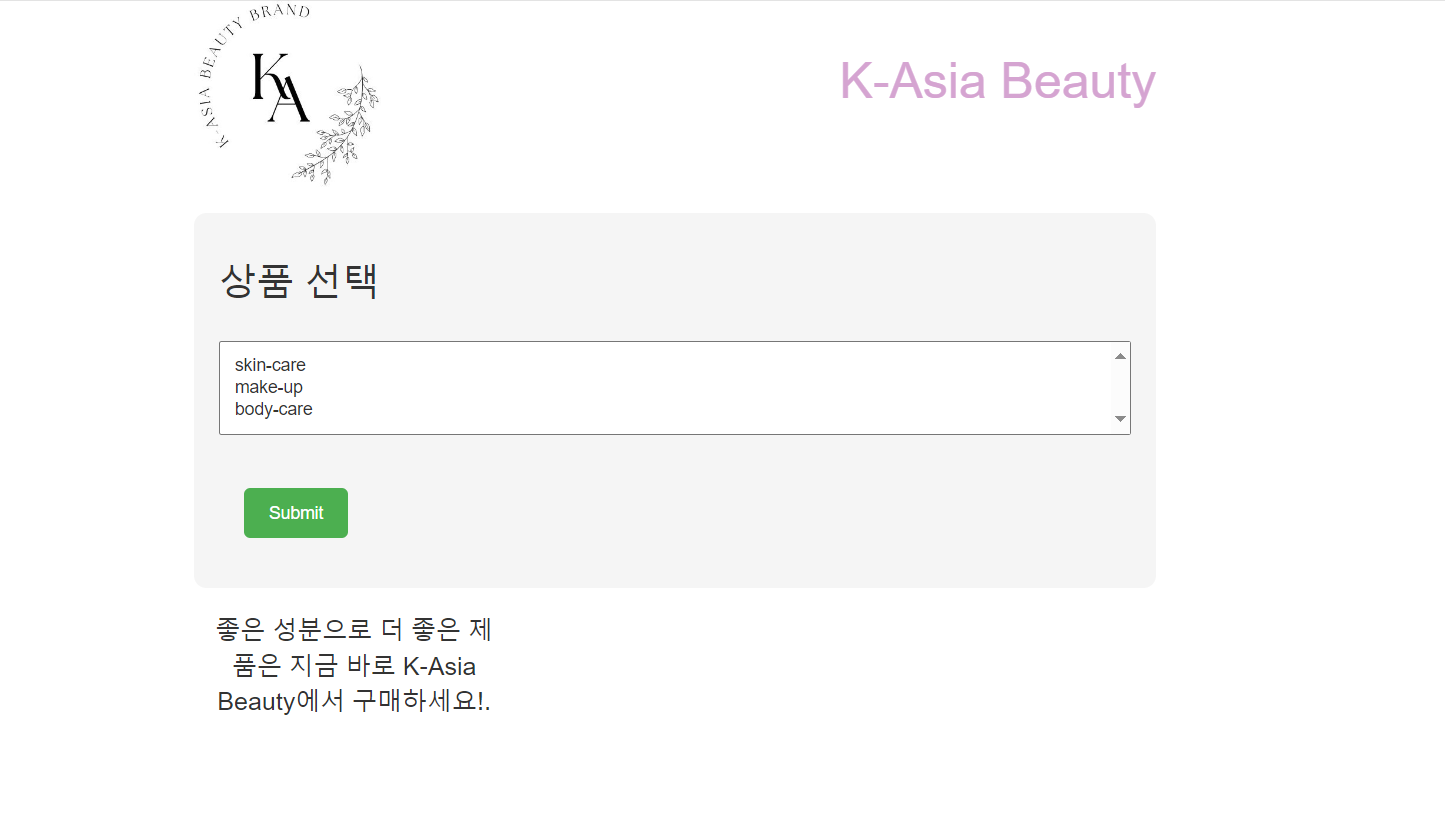 K-ASIA BEAUTY BRAND
KA
K-Asia Beauty
상품 선택
skin-care
make-up
body-care
Submit
좋은 성분으로 더 좋은 제
품은 지금 바로 K-Asia
Beauty에서 구매하세요!.